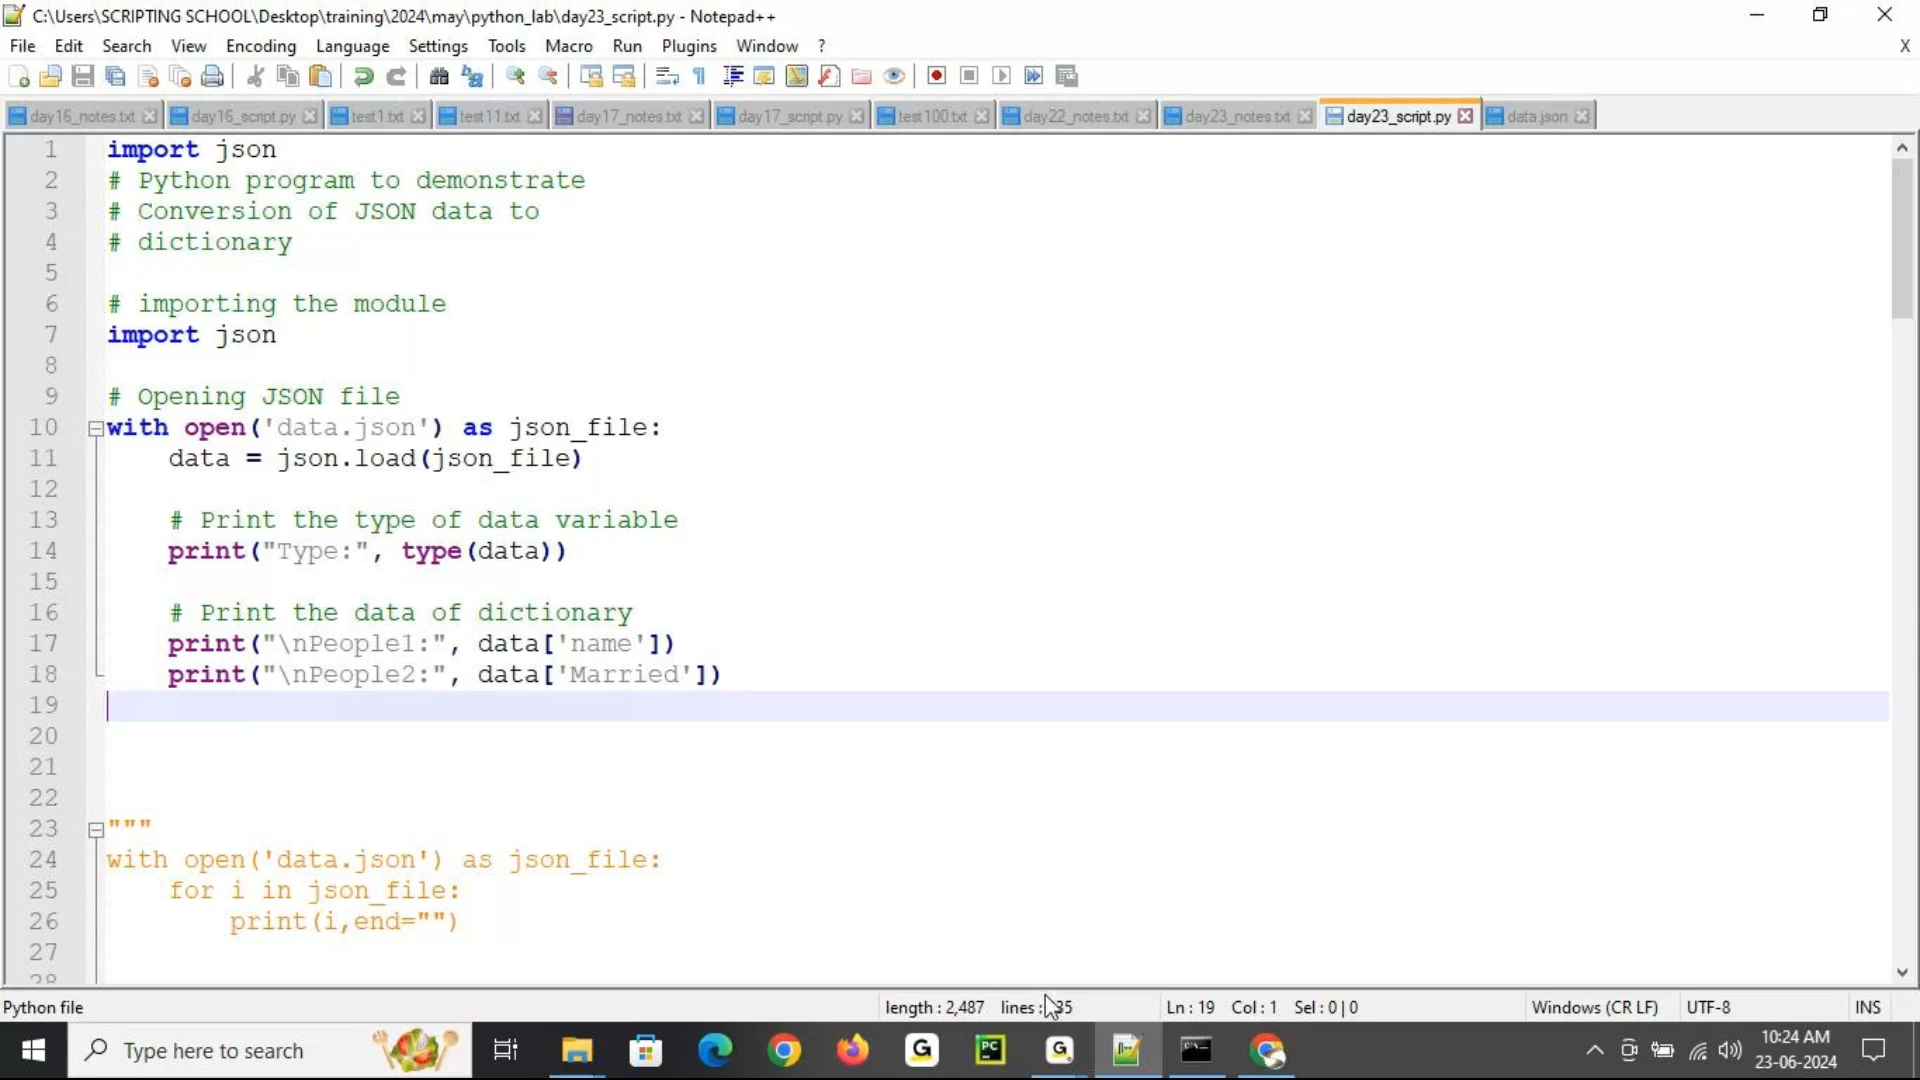 C:\Users\SCRIPTING SCHOOL\Desktop\training\2024\may\python_lab\day23_script.py - Notepad++
File Edit Search View Encoding Language Settings Tools Macro Run Plugins Window ? X
day16_notes.txt day16_script.py test1.txt test11.txt day17_notes.txt day17_script.py test100.txt day22_notes.txt day23_notes.txt day23_script.py data.json
1 import json
2 # Python program to demonstrate
3 # Conversion of JSON data to
4 # dictionary
5
6 # importing the module
7 import json
8
9 # Opening JSON file
10 with open('data.json') as json_file:
11 data = json.load(json_file)
12
13 # Print the type of data variable
14 print("Type:", type(data))
15
16 # Print the data of dictionary
17 print("\nPeople1:", data['name'])
18 print("\nPeople2:", data['Married'])
19
20
21
22
23 """
24 with open('data.json') as json_file:
25 for i in json_file:
26 print(i,end="")
27
28
Python file length : 2,487 lines : Ln : 19 Col : 1 Sel : 0 | 0 Windows (CR LF) UTF-8 INS
Type here to search
10:24 AM
23-06-2024